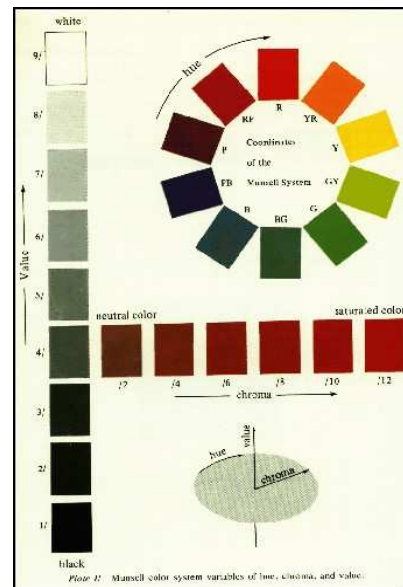 white
9/
8/
7/
6/
5/
4/
3/
2/
1/
black
Value
hue
R
YR
Y
GY
G
BG
B
PB
P
RP
Coordinates
of the
Munsell System
neutral color
saturated color
/2
/4
/6
/8
/10
/12
chroma
value
hue
chroma
Plate I: Munsell color system variables of hue, chroma, and value.